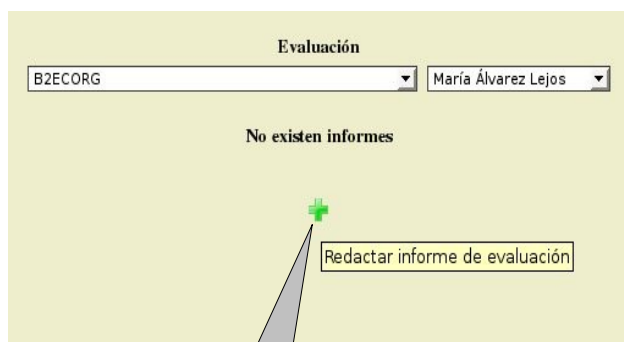 Evaluación
B2ECORG María Álvarez Lejos
No existen informes
Redactar informe de evaluación